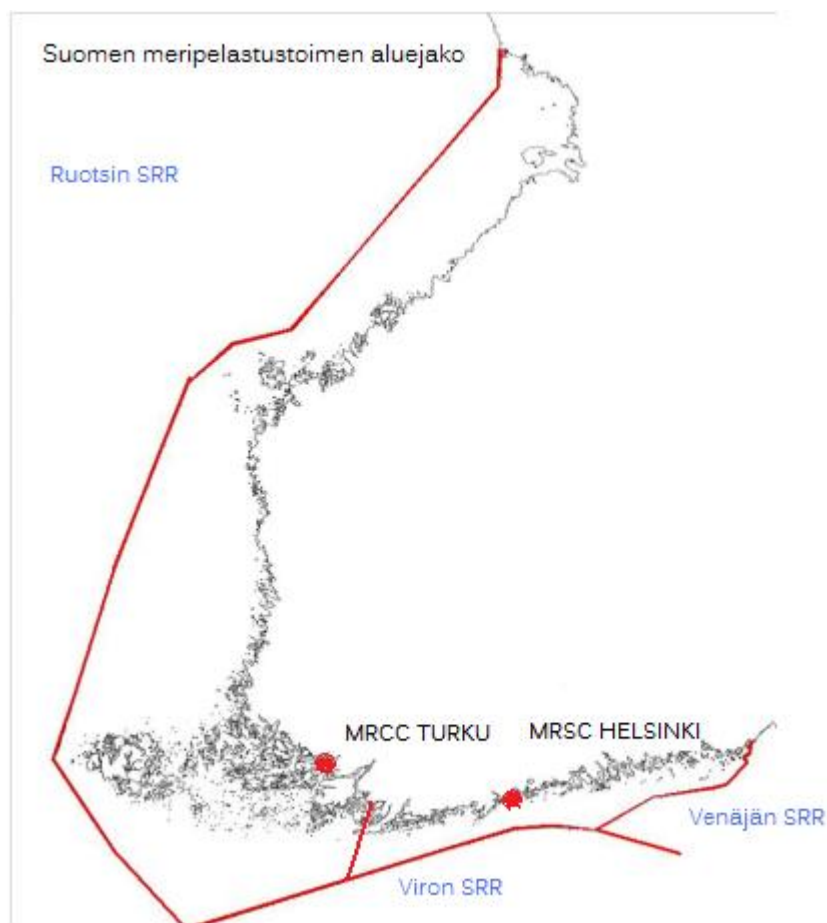 Suomen meripelastustoimen aluejako
Ruotsin SRR
MRCC TURKU
MRSC HELSINKI
Venäjän SRR
Viron SRR